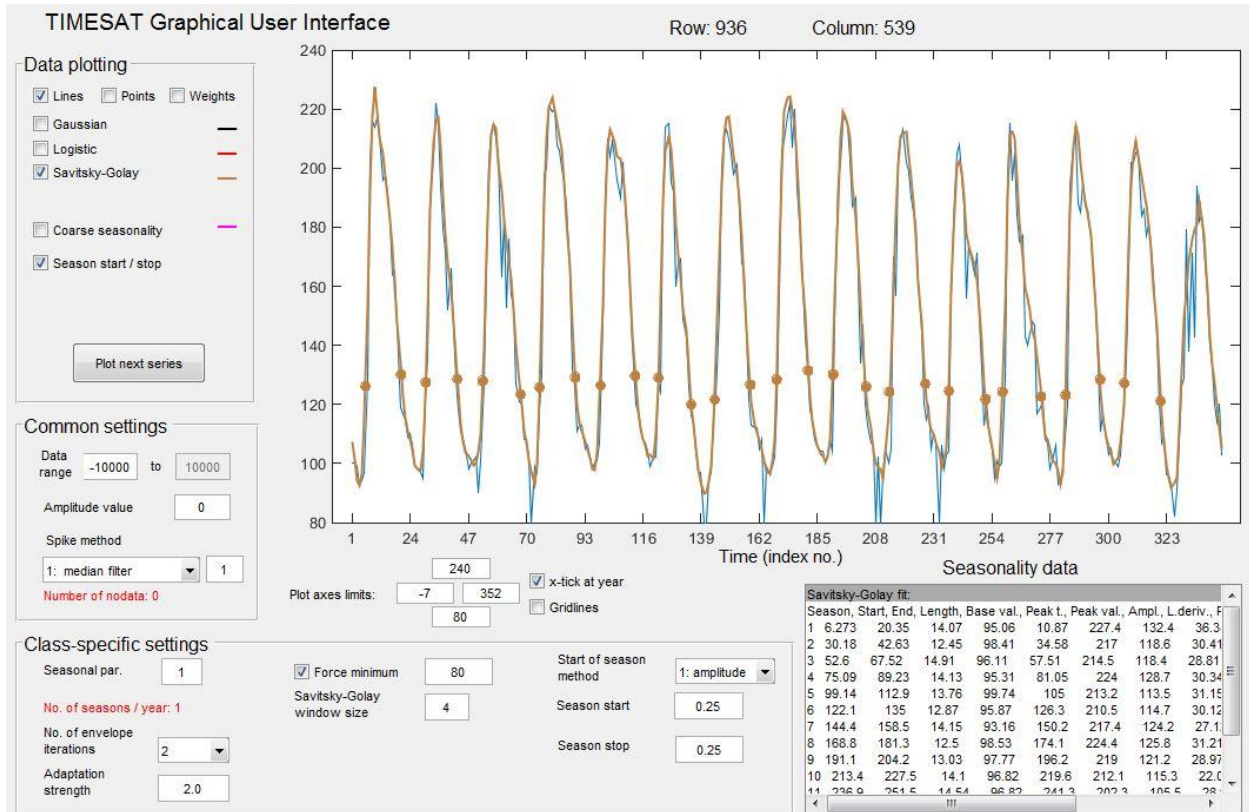 TIMESAT Graphical User Interface
Row: 936 Column: 539
Data plotting
Lines Points Weights
Gaussian
Logistic
Savitsky-Golay
Coarse seasonality
Season start / stop
Plot next series
240
220
200
180
160
140
120
100
80
1 24 47 70 93 116 139 162 185 208 231 254 277 300 323
Time (index no.)
Common settings
Data range -10000 to 10000
Amplitude value 0
Spike method
1: median filter 1
Number of nodata: 0
Plot axes limits:
240
-7 352
80
x-tick at year
Gridlines
Class-specific settings
Seasonal par. 1
No. of seasons / year: 1
No. of envelope iterations 2
Adaptation strength 2.0
Force minimum 80
Savitsky-Golay window size 4
Start of season method 1: amplitude
Season start 0.25
Season stop 0.25
Seasonality data
Savitsky-Golay fit:
Season, Start, End, Length, Base val., Peak t., Peak val., Ampl., L.deriv.,
1 6.273 20.35 14.07 95.06 10.87 227.4 132.4
2 30.18 42.63 12.45 98.41 34.58 217 118.6 30.41
3 52.6 67.52 14.91 96.11 57.51 214.5 118.4 28.81
4 75.09 89.23 14.13 95.31 81.05 224 128.7 30.34
5 99.14 112.9 13.76 99.74 105 213.2 113.5 31.15
6 122.1 135 12.87 95.87 126.3 210.5 114.7 30.12
7 144.4 158.5 14.15 93.16 150.2 217.4 124.2
8 168.8 181.3 12.5 98.53 174.1 224.4 125.8 31.21
9 191.1 204.2 13.03 97.77 196.2 219 121.2 28.97
10 213.4 227.5 14.1 96.82 219.6 212.1 115.3
11 236.9 251.5 14.54 96.82 241.3 202.3 105.5